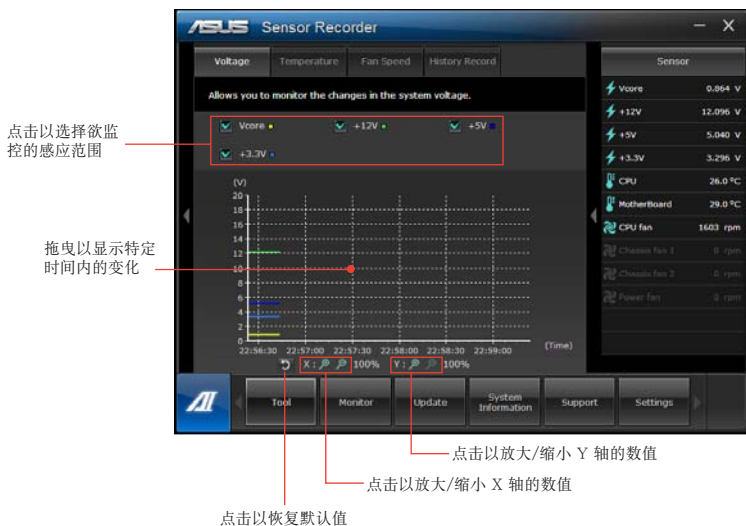 ASUS Sensor Recorder
Voltage Temperature Fan Speed History Record
Allows you to monitor the changes in the system voltage.
Vcore +12V +5V
+3.3V
点击以选择欲监
控的感应范围
拖曳以显示特定
时间内的变化
(V)
20
18
16
14
12
10
8
6
4
2
0
22:56:30 22:57:00 22:57:30 22:58:00 22:58:30 22:59:00
(Time)
X : 100% Y : 100%
Sensor
Vcore 0.864 V
+12V 12.096 V
+5V 5.040 V
+3.3V 3.296 V
CPU 26.0 °C
MotherBoard 29.0 °C
CPU fan 1603 rpm
Chassis fan 1 0 rpm
Chassis fan 2 0 rpm
Power fan 0 rpm
AI
Tool
Monitor
Update
System
Information
Support
Settings
点击以放大/缩小 Y 轴的数值
点击以放大/缩小 X 轴的数值
点击以恢复默认值